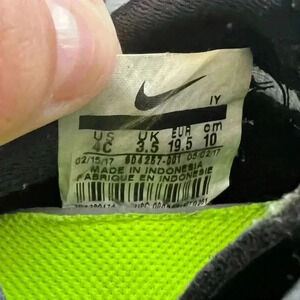 IY
US UK EUR cm
4C 3.5 19.5 10
02/15/17 604287-001 05/02/17
MADE IN INDONESIA
FABRIQUE EN INDONESIE